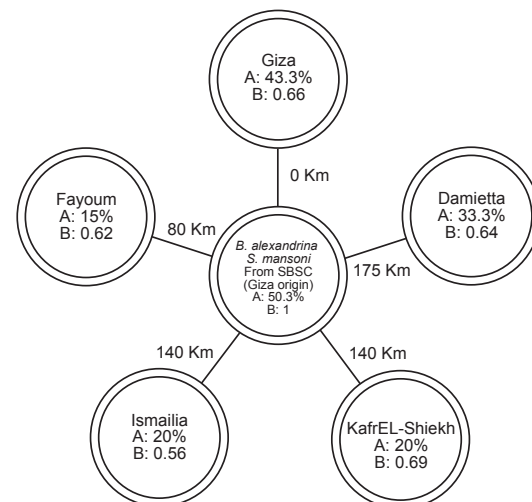 Giza
A: 43.3%
B: 0.66
0 Km
Fayoum
A: 15%
B: 0.62
80 Km
Damietta
A: 33.3%
B: 0.64
175 Km
B. alexandrina
S. mansoni
From SBSC
(Giza origin)
A: 50.3%
B: 1
140 Km
140 Km
Ismailia
A: 20%
B: 0.56
KafrEL-Shiekh
A: 20%
B: 0.69